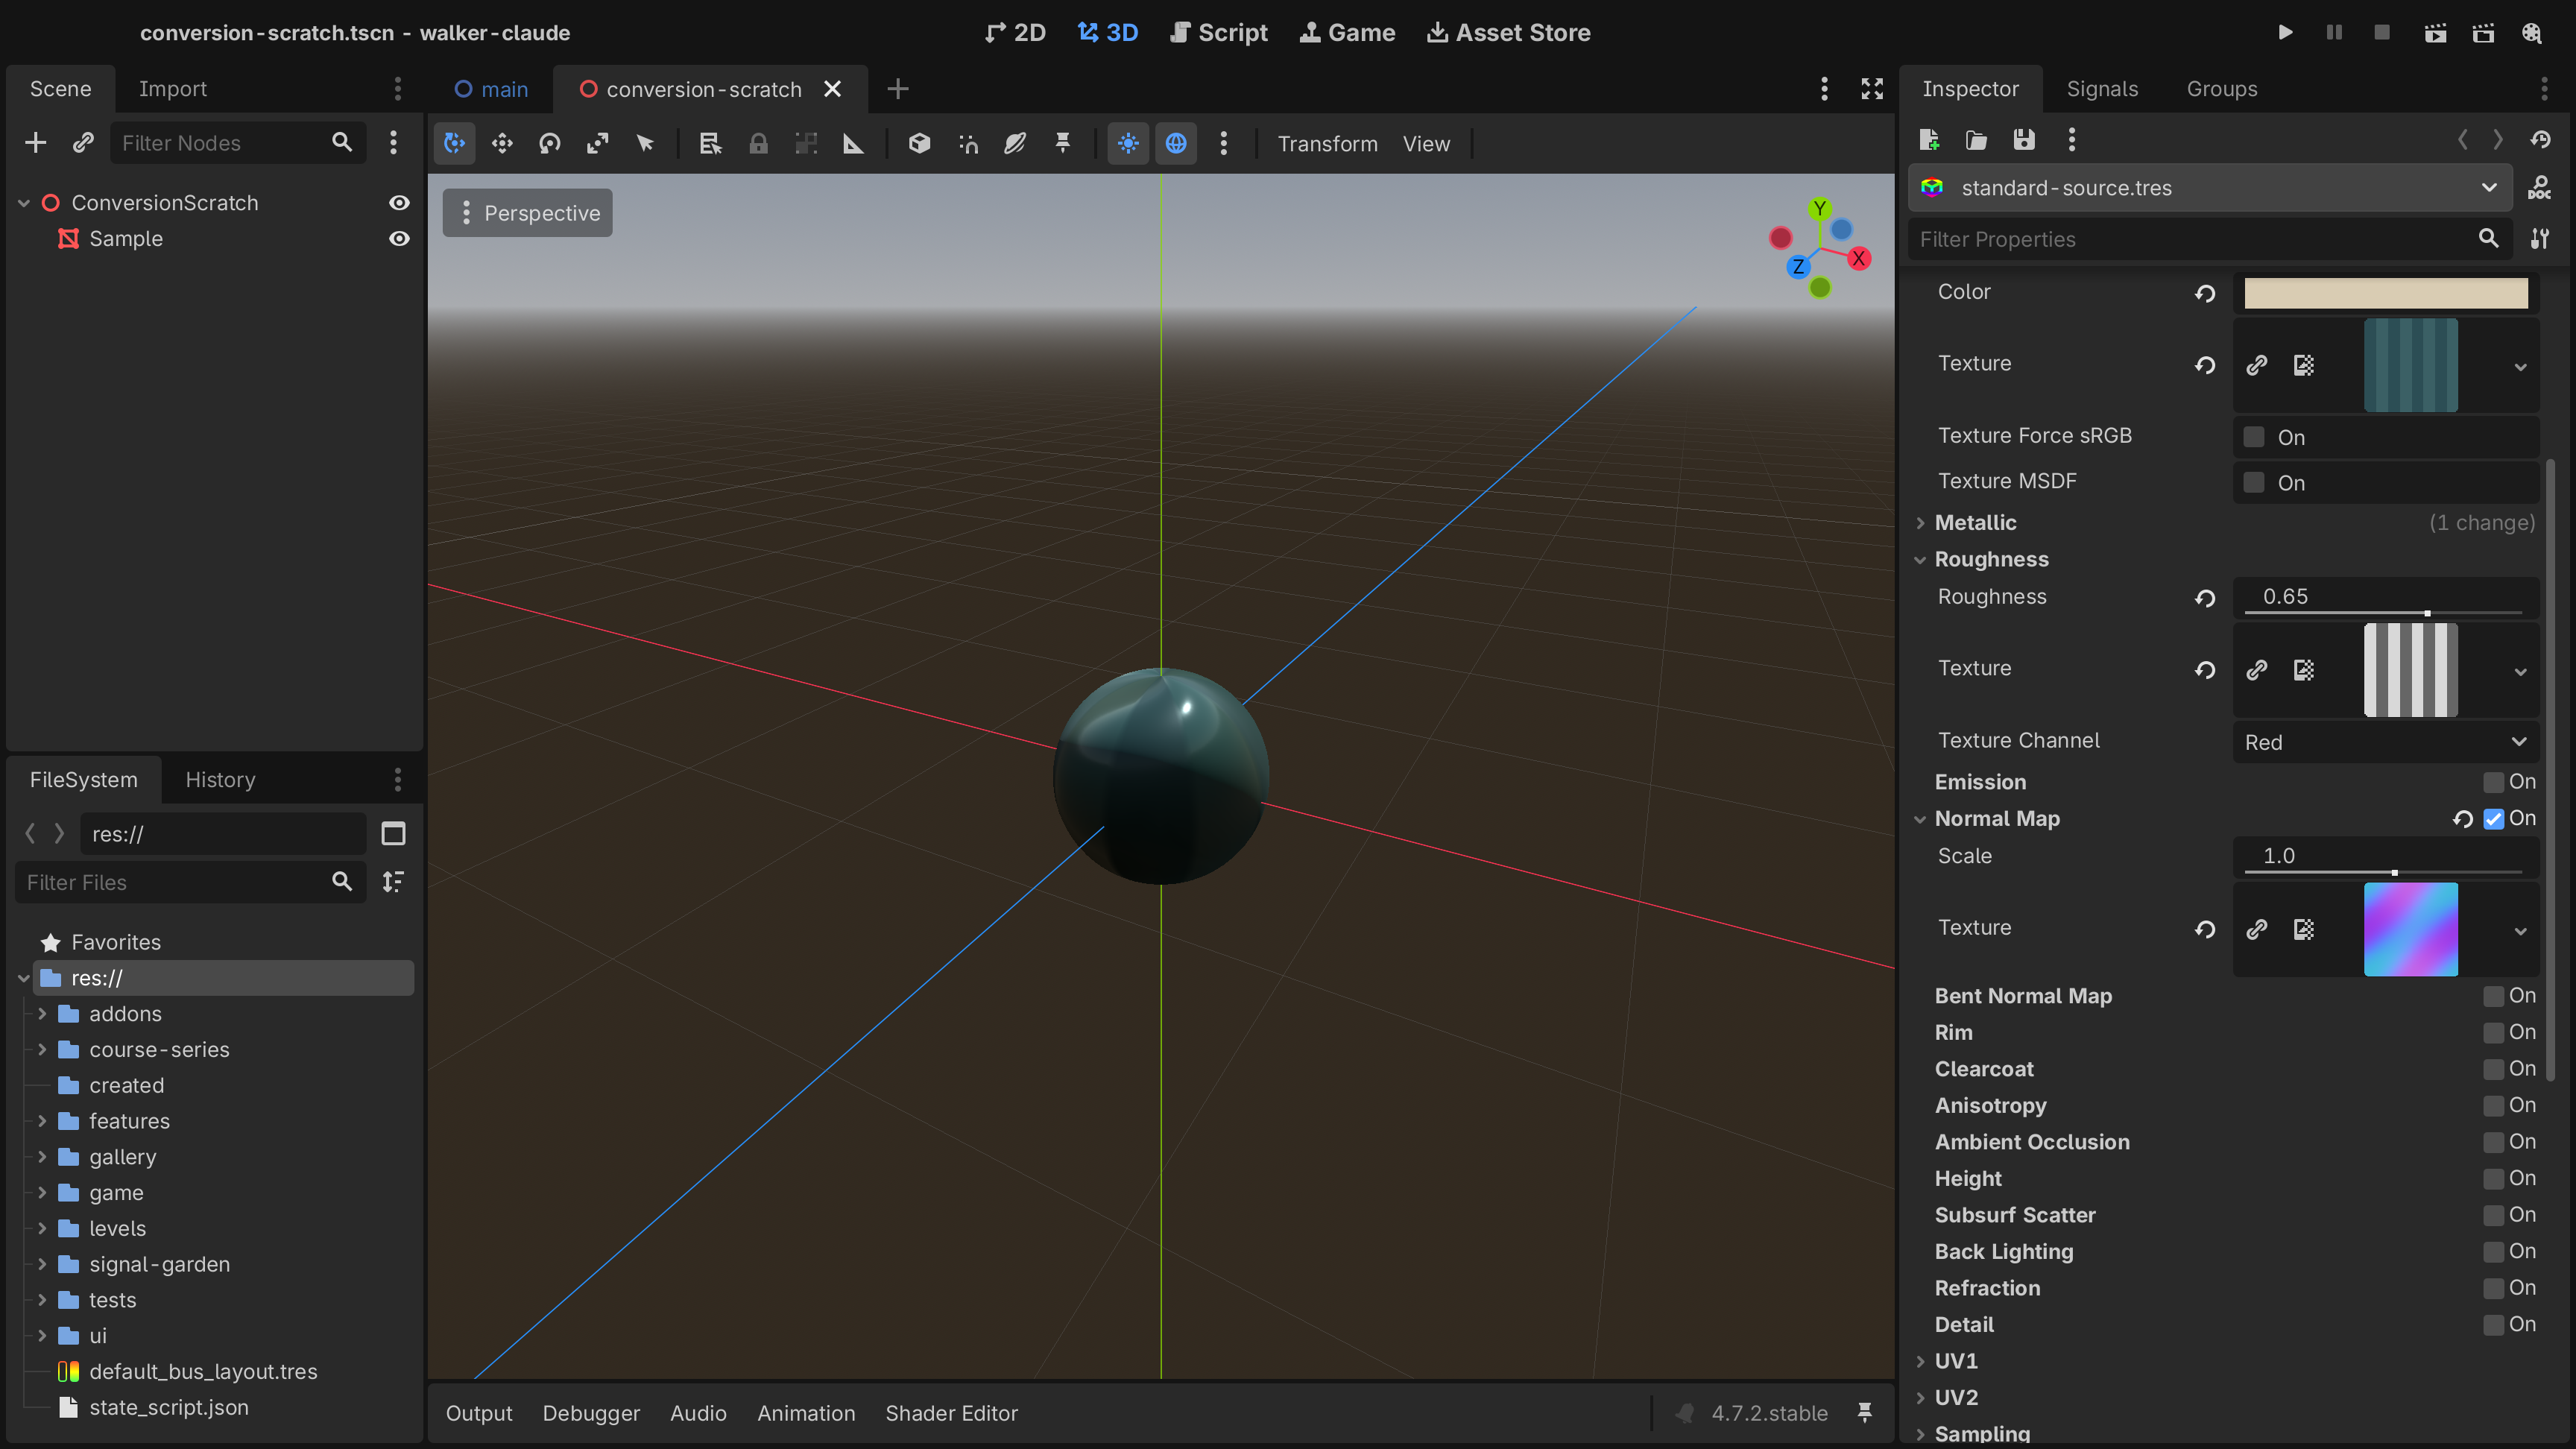 conversion-scratch.tscn - walker-claude
2D
3D
Script
Game
Asset Store
Scene
Import
Filter Nodes
ConversionScratch
Sample
FileSystem
History
res://
Filter Files
Favorites
res://
addons
course-series
created
features
gallery
game
levels
signal-garden
tests
ui
default_bus_layout.tres
state_script.json
main
conversion-scratch
Transform
View
Perspective
Y
X
Z
Output
Debugger
Audio
Animation
Shader Editor
4.7.2.stable
Inspector
Signals
Groups
standard-source.tres
DOC
Filter Properties
Color
Texture
Texture Force sRGB
On
Texture MSDF
On
Metallic
(1 change)
Roughness
Roughness
0.65
Texture
Texture Channel
Red
Emission
On
Normal Map
On
Scale
1.0
Texture
Bent Normal Map
On
Rim
On
Clearcoat
On
Anisotropy
On
Ambient Occlusion
On
Height
On
Subsurf Scatter
On
Back Lighting
On
Refraction
On
Detail
On
UV1
UV2
Sampling